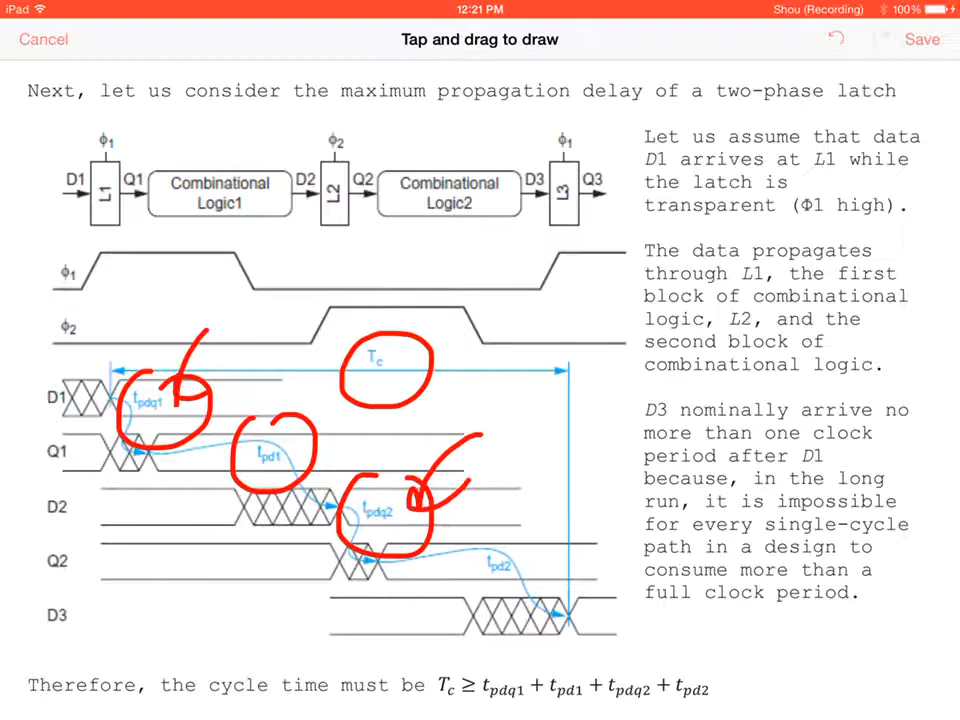 iPad 12:21 PM Shou (Recording) 100%
Cancel Tap and drag to draw Save
Next, let us consider the maximum propagation delay of a two-phase latch
ϕ1 ϕ2 ϕ1
D1 L1 Q1 Combinational Logic1 D2 L2 Q2 Combinational Logic2 D3 L3 Q3
ϕ1
ϕ2
Tc
D1 tpdq1
Q1 tpd1
D2 tpdq2
Q2 tpd2
D3
Let us assume that data
D1 arrives at L1 while
the latch is
transparent (Φ1 high).
The data propagates
through L1, the first
block of combinational
logic, L2, and the
second block of
combinational logic.
D3 nominally arrive no
more than one clock
period after D1
because, in the long
run, it is impossible
for every single-cycle
path in a design to
consume more than a
full clock period.
Therefore, the cycle time must be Tc ≥ tpdq1 + tpd1 + tpdq2 + tpd2